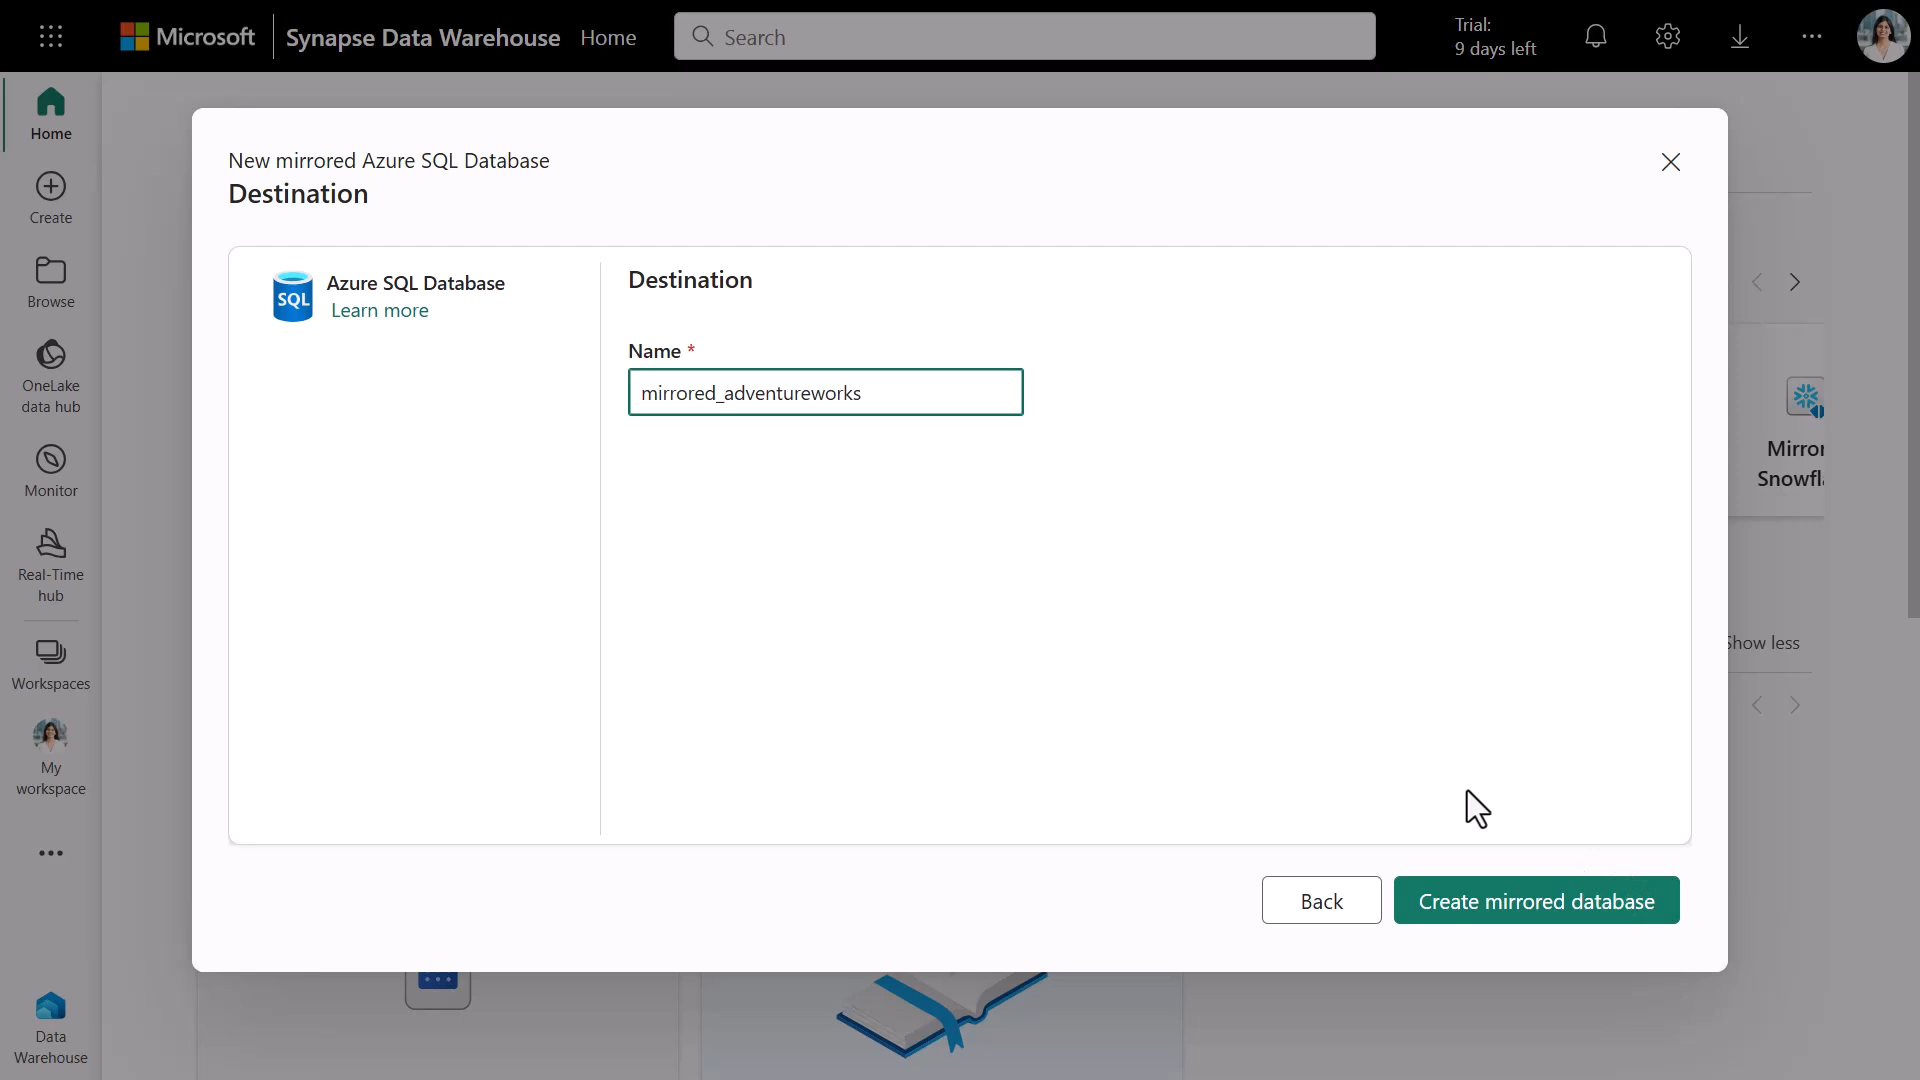 Microsoft
Synapse Data Warehouse
Home
Search
Trial:
9 days left
Home
Create
Browse
OneLake
data hub
Monitor
Real-Time
hub
Workspaces
My
workspace
Data
Warehouse
New mirrored Azure SQL Database
Destination
SQL
Azure SQL Database
Learn more
Destination
Name *
mirrored_adventureworks
Back
Create mirrored database
Mirror
Snowfla
Show less